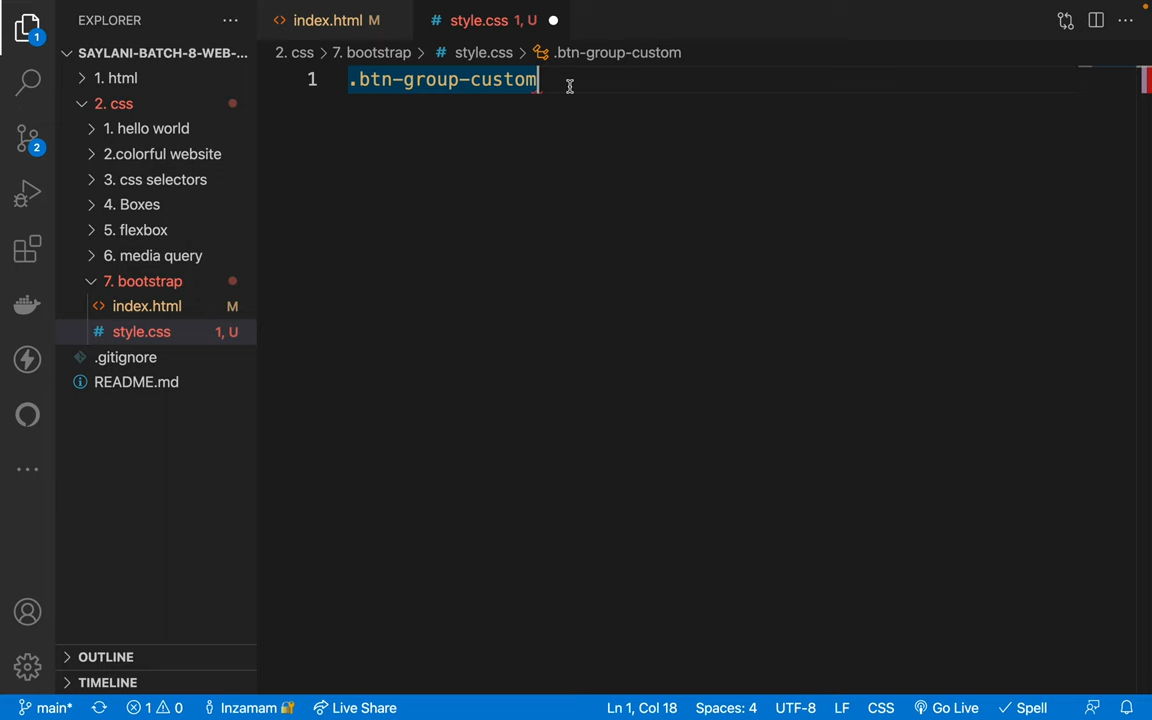 EXPLORER
index.html M
# style.css 1, U
1
SAYLANI-BATCH-8-WEB-...
2. css > 7. bootstrap > # style.css > .btn-group-custom
1. html
1 .btn-group-custom
2. css
1. hello world
2
2.colorful website
3. css selectors
4. Boxes
5. flexbox
6. media query
7. bootstrap
index.html M
# style.css 1, U
.gitignore
README.md
OUTLINE
TIMELINE
main* 1 0 Inzamam Live Share Ln 1, Col 18 Spaces: 4 UTF-8 LF CSS Go Live Spell